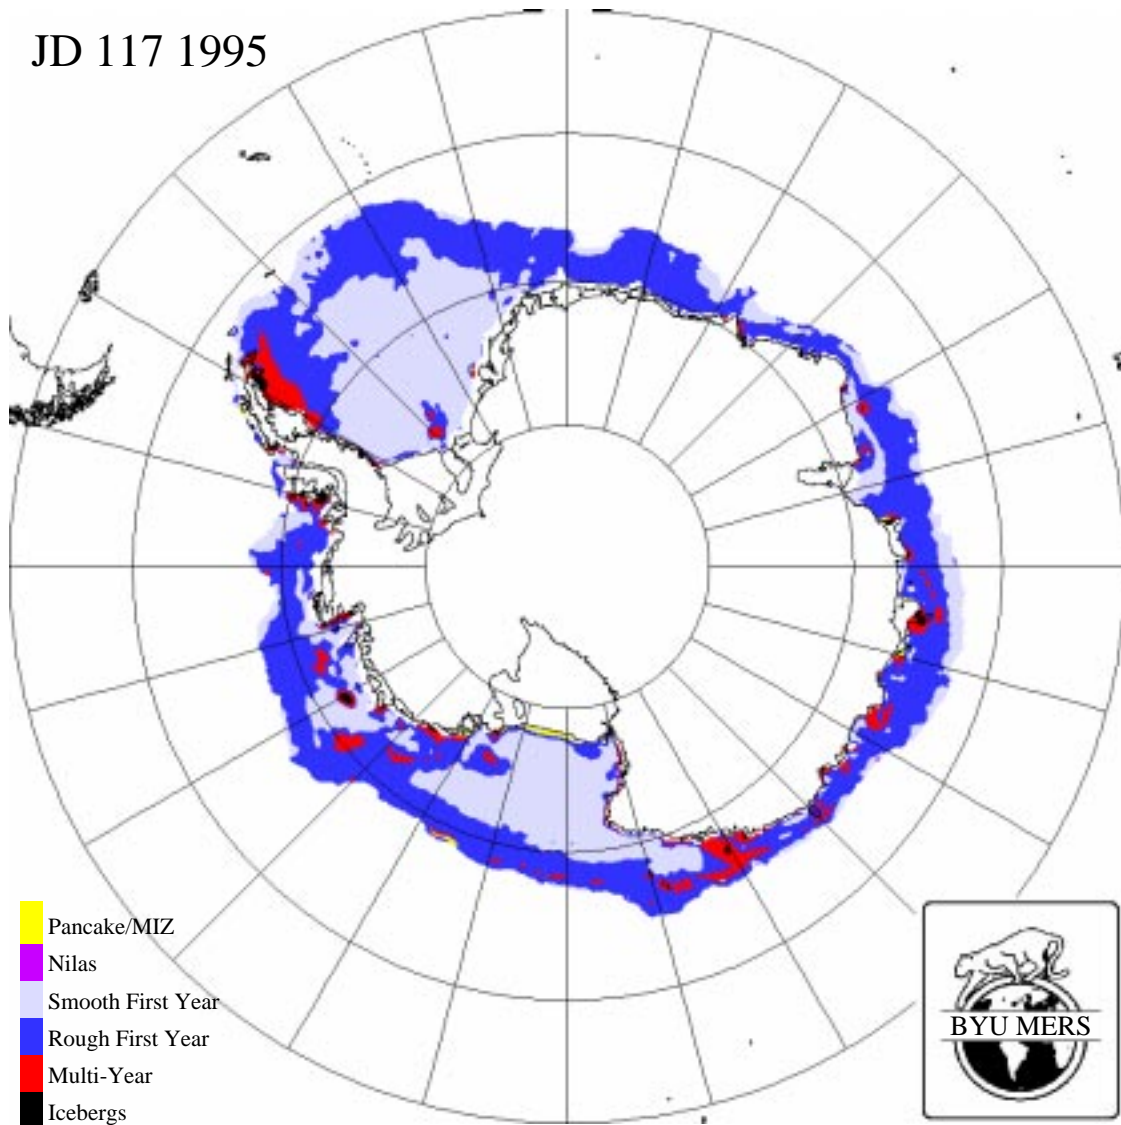 JD 117 1995
Pancake/MIZ
Nilas
Smooth First Year
Rough First Year
Multi-Year
Icebergs
BYU MERS